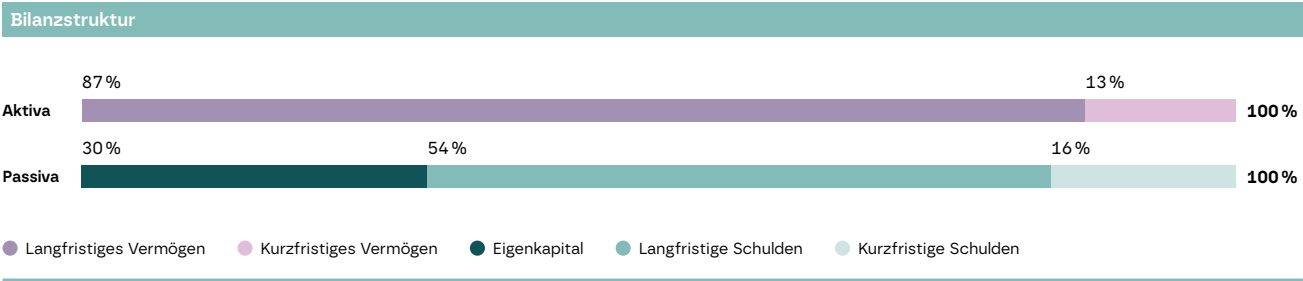 Bilanzstruktur
87 % 13 %
Aktiva 100 %
30 % 54 % 16 %
Passiva 100 %
Langfristiges Vermögen Kurzfristiges Vermögen Eigenkapital Langfristige Schulden Kurzfristige Schulden